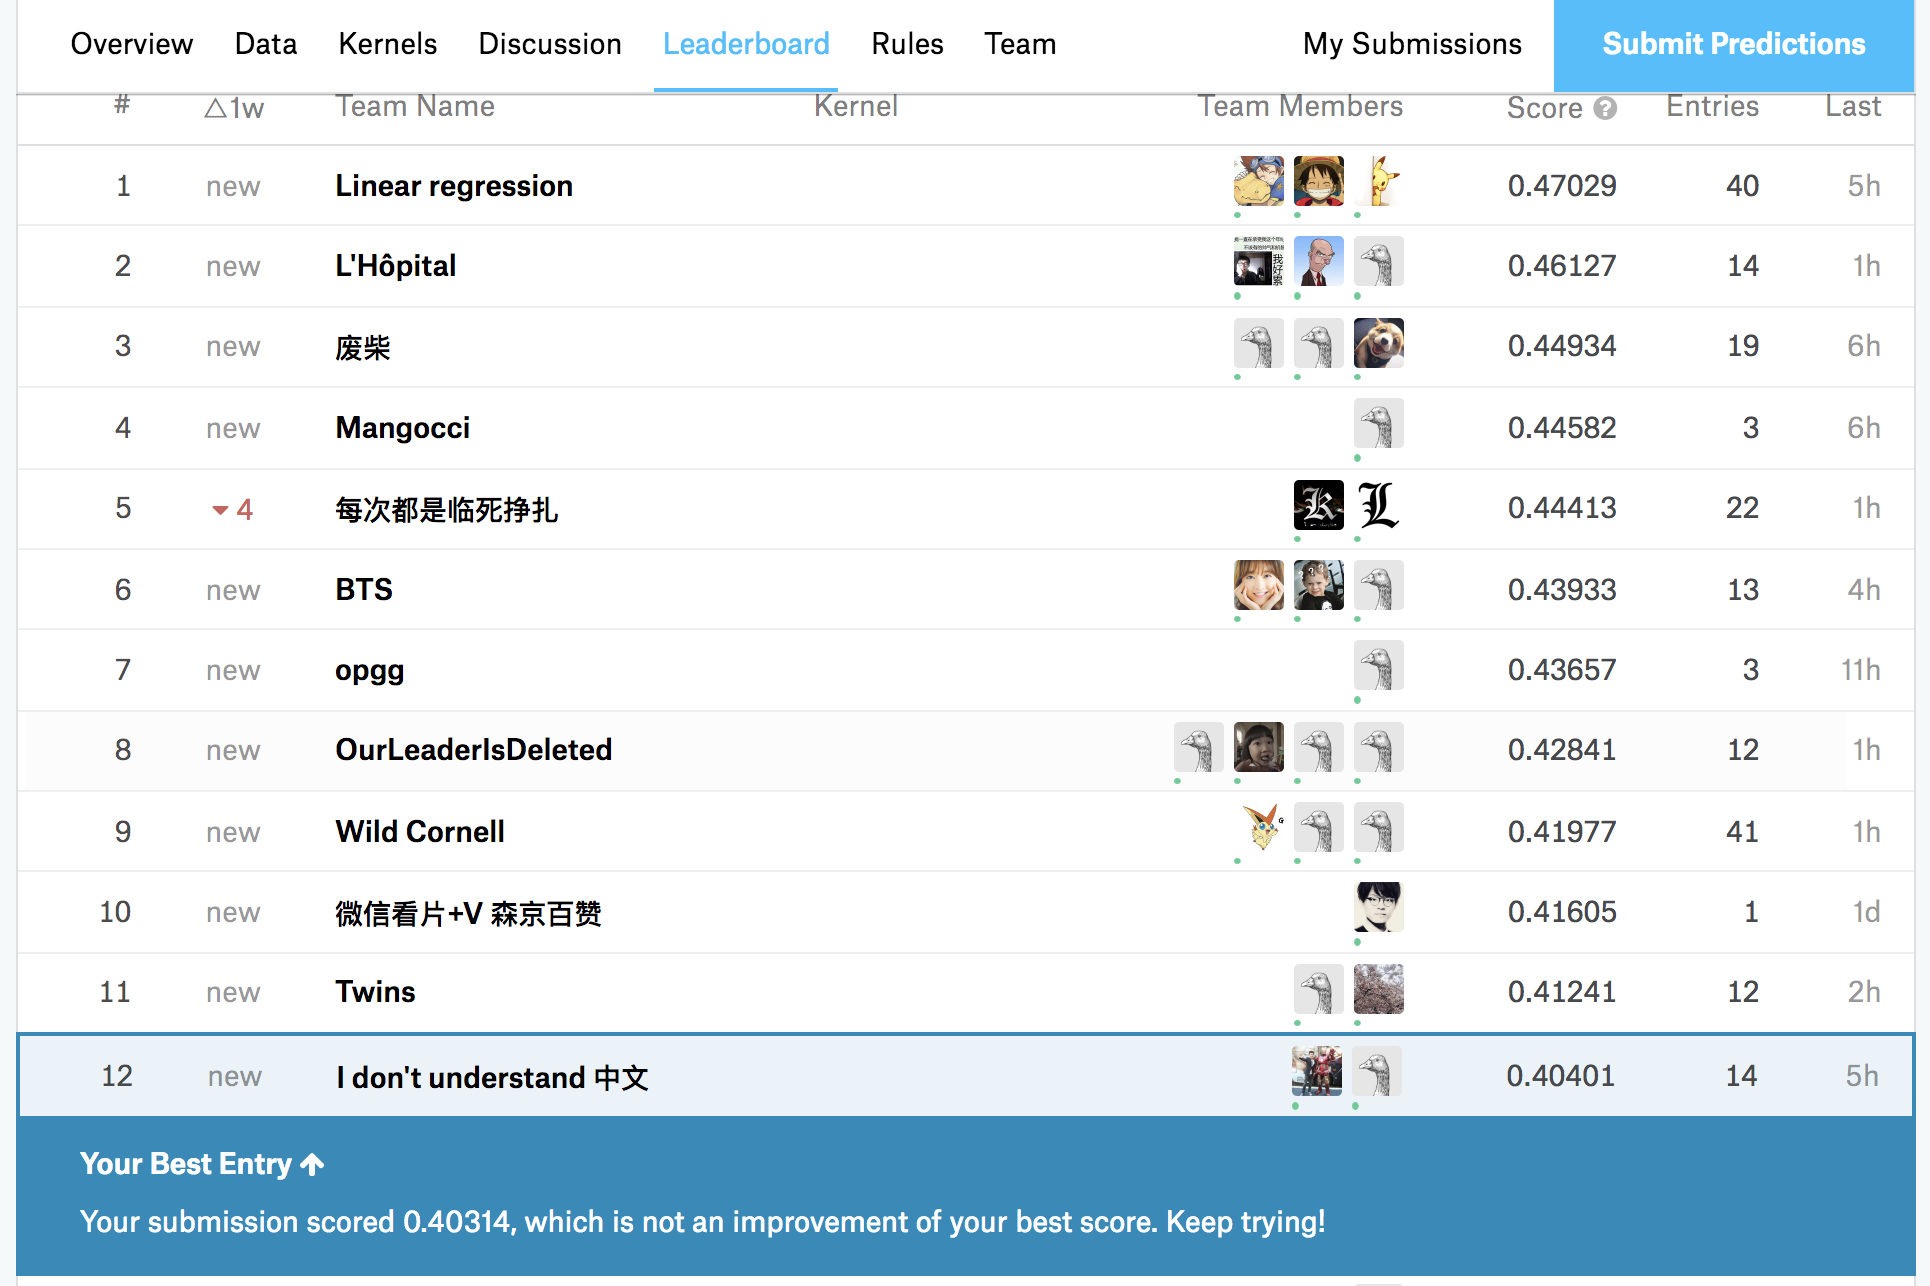 Overview Data Kernels Discussion Leaderboard Rules Team My Submissions Submit Predictions
# △1w Team Name Kernel Team Members Score ? Entries Last
1 new Linear regression 0.47029 40 5h
2 new L'Hôpital 0.46127 14 1h
3 new 废柴 0.44934 19 6h
4 new Mangocci 0.44582 3 6h
5 ▾ 4 每次都是临死挣扎 0.44413 22 1h
6 new BTS 0.43933 13 4h
7 new opgg 0.43657 3 11h
8 new OurLeaderIsDeleted 0.42841 12 1h
9 new Wild Cornell 0.41977 41 1h
10 new 微信看片+V 森京百赞 0.41605 1 1d
11 new Twins 0.41241 12 2h
12 new I don't understand 中文 0.40401 14 5h
Your Best Entry ↑
Your submission scored 0.40314, which is not an improvement of your best score. Keep trying!